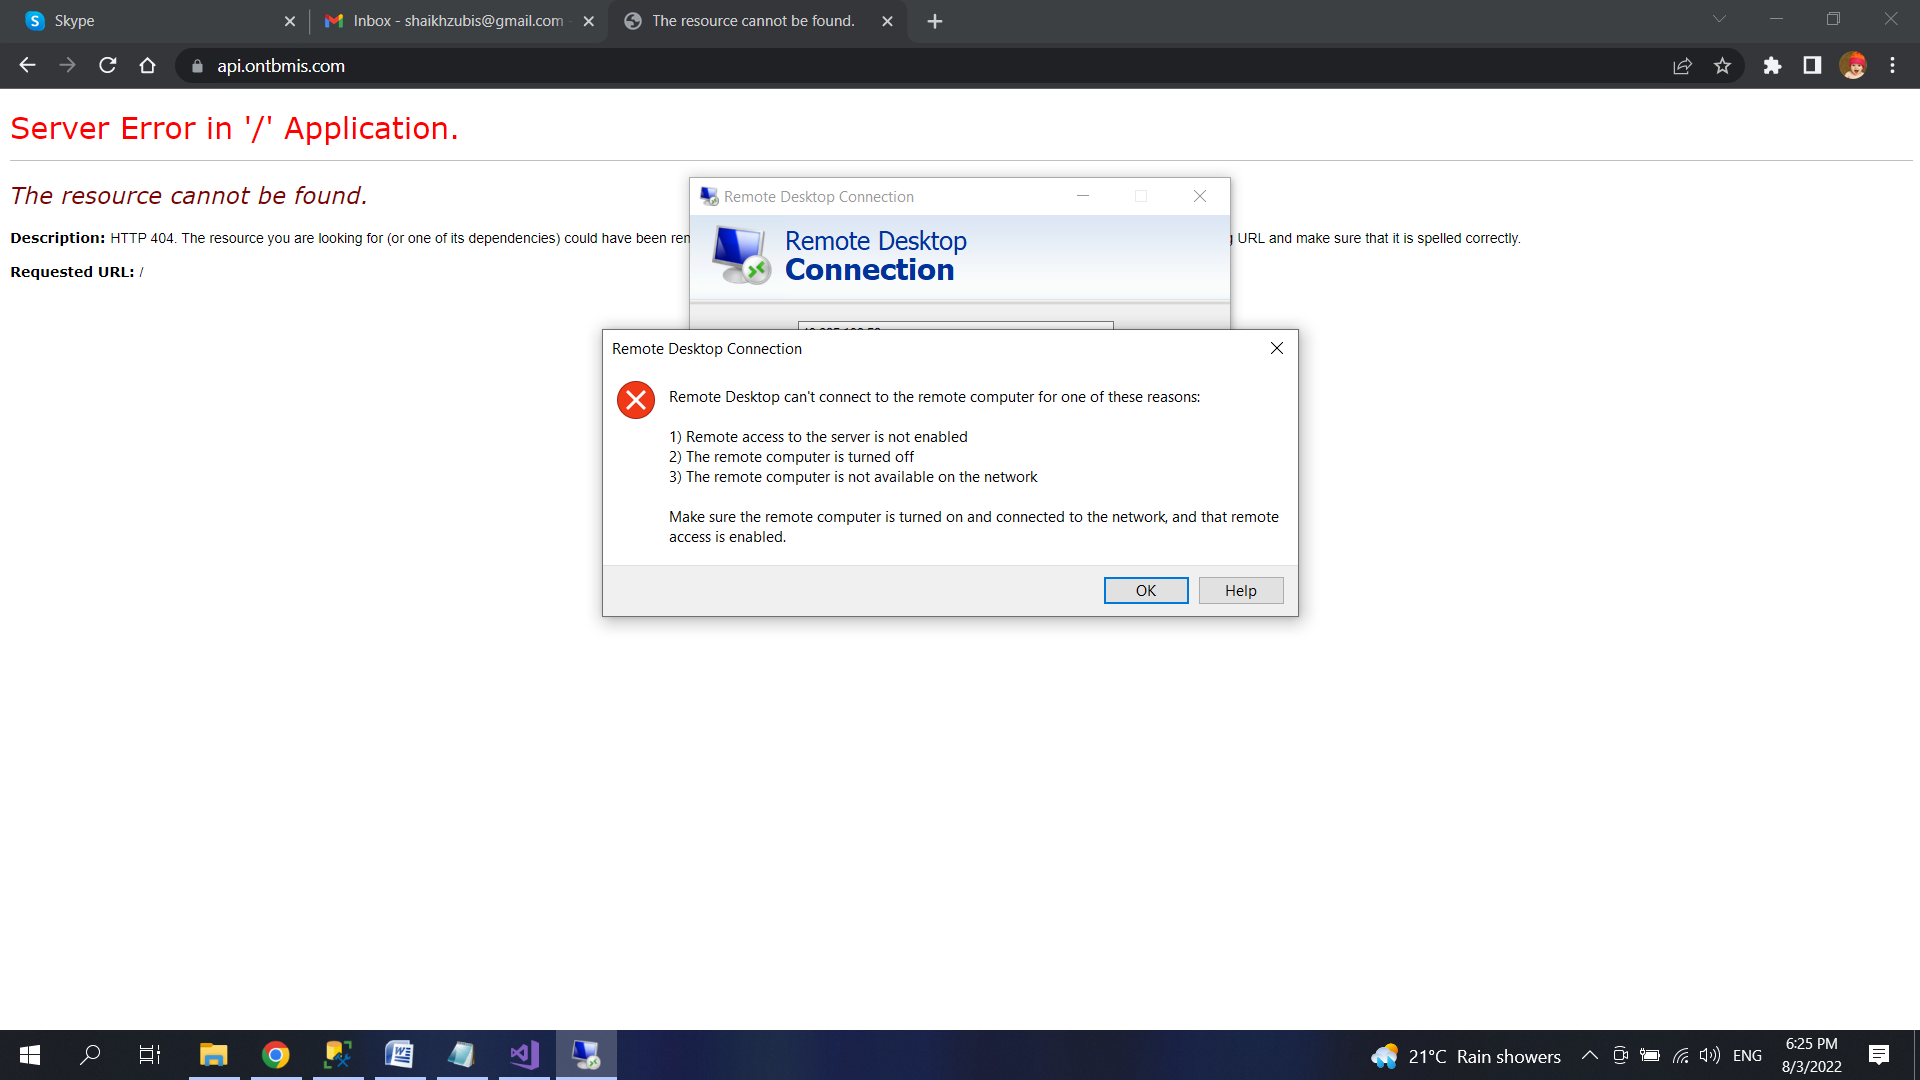 Skype
Inbox - shaikhzubis@gmail.com
The resource cannot be found.
api.ontbmis.com
Server Error in '/' Application.
The resource cannot be found.
Description: HTTP 404. The resource you are looking for (or one of its dependencies) could have been
URL and make sure that it is spelled correctly.
Requested URL: /
Remote Desktop Connection
Remote Desktop
Connection
Remote Desktop Connection
Remote Desktop can't connect to the remote computer for one of these reasons:
1) Remote access to the server is not enabled
2) The remote computer is turned off
3) The remote computer is not available on the network
Make sure the remote computer is turned on and connected to the network, and that remote
access is enabled.
OK
Help
21°C Rain showers
ENG
6:25 PM
8/3/2022